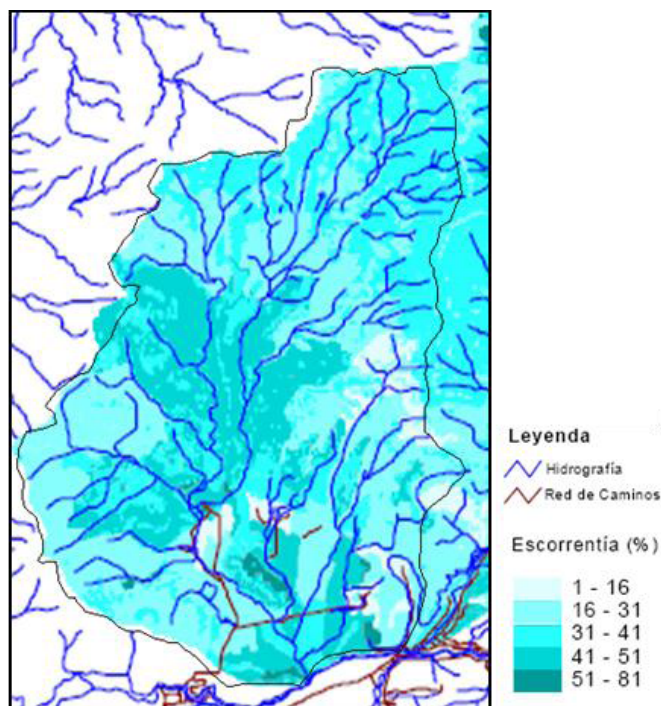 Leyenda
Hidrografía
Red de Caminos
Escorrentía (%)
1 - 16
16 - 31
31 - 41
41 - 51
51 - 81